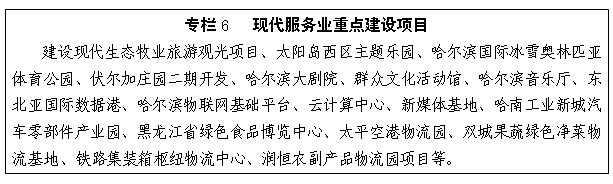 专栏6 现代服务业重点建设项目
建设现代生态牧业旅游观光项目、太阳岛西区主题乐园、哈尔滨国际冰雪奥林匹亚
体育公园、伏尔加庄园二期开发、哈尔滨大剧院、群众文化活动馆、哈尔滨音乐厅、东
北亚国际数据港、哈尔滨物联网基础平台、云计算中心、新媒体基地、哈南工业新城汽
车零部件产业园、黑龙江省绿色食品博览中心、太平空港物流园、双城果蔬绿色净菜物
流基地、铁路集装箱枢纽物流中心、润恒农副产品物流园项目等。